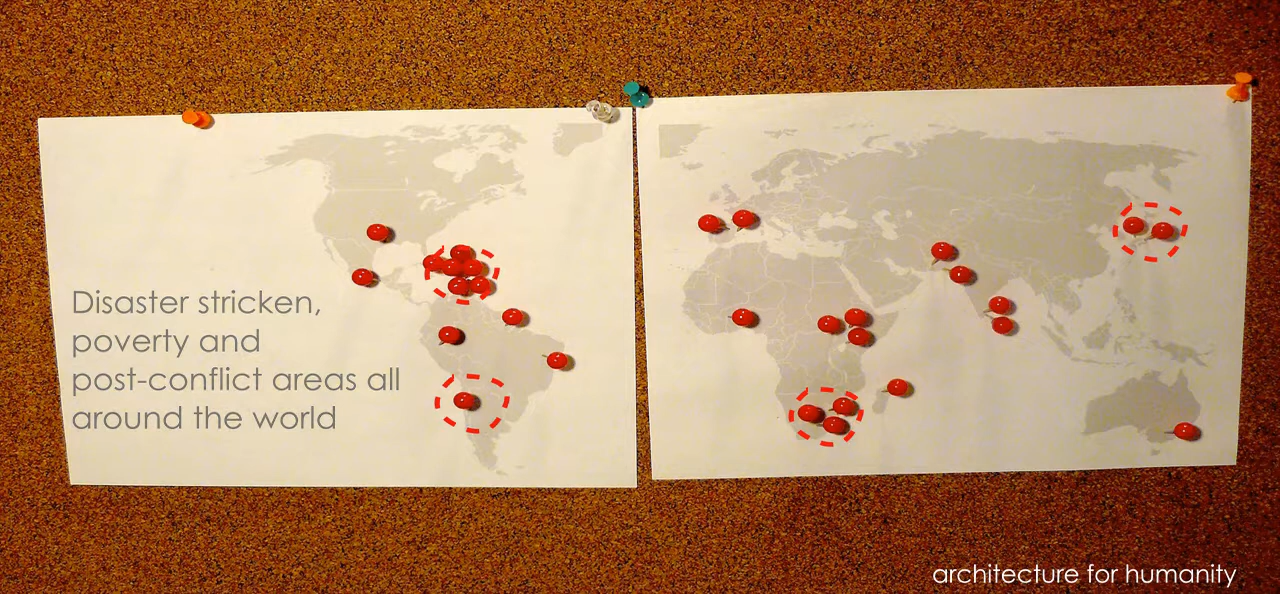 Disaster stricken,
poverty and
post-conflict areas all
around the world
architecture for humanity